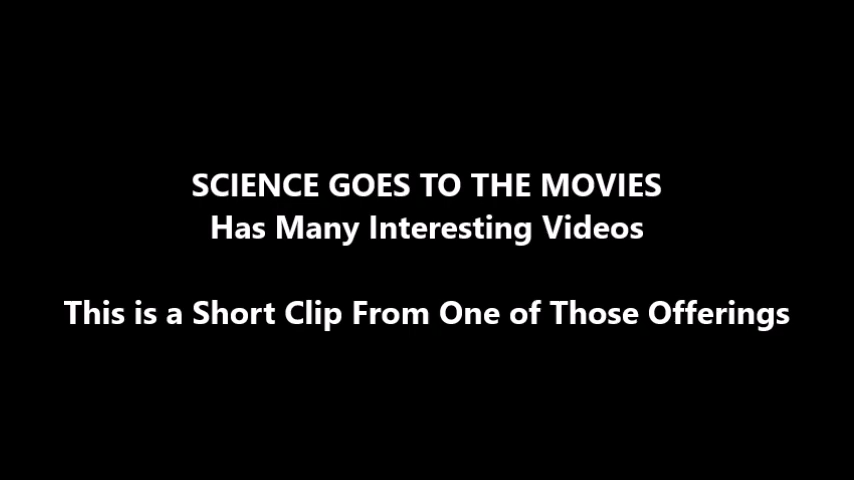 SCIENCE GOES TO THE MOVIES
Has Many Interesting Videos
This is a Short Clip From One of Those Offerings